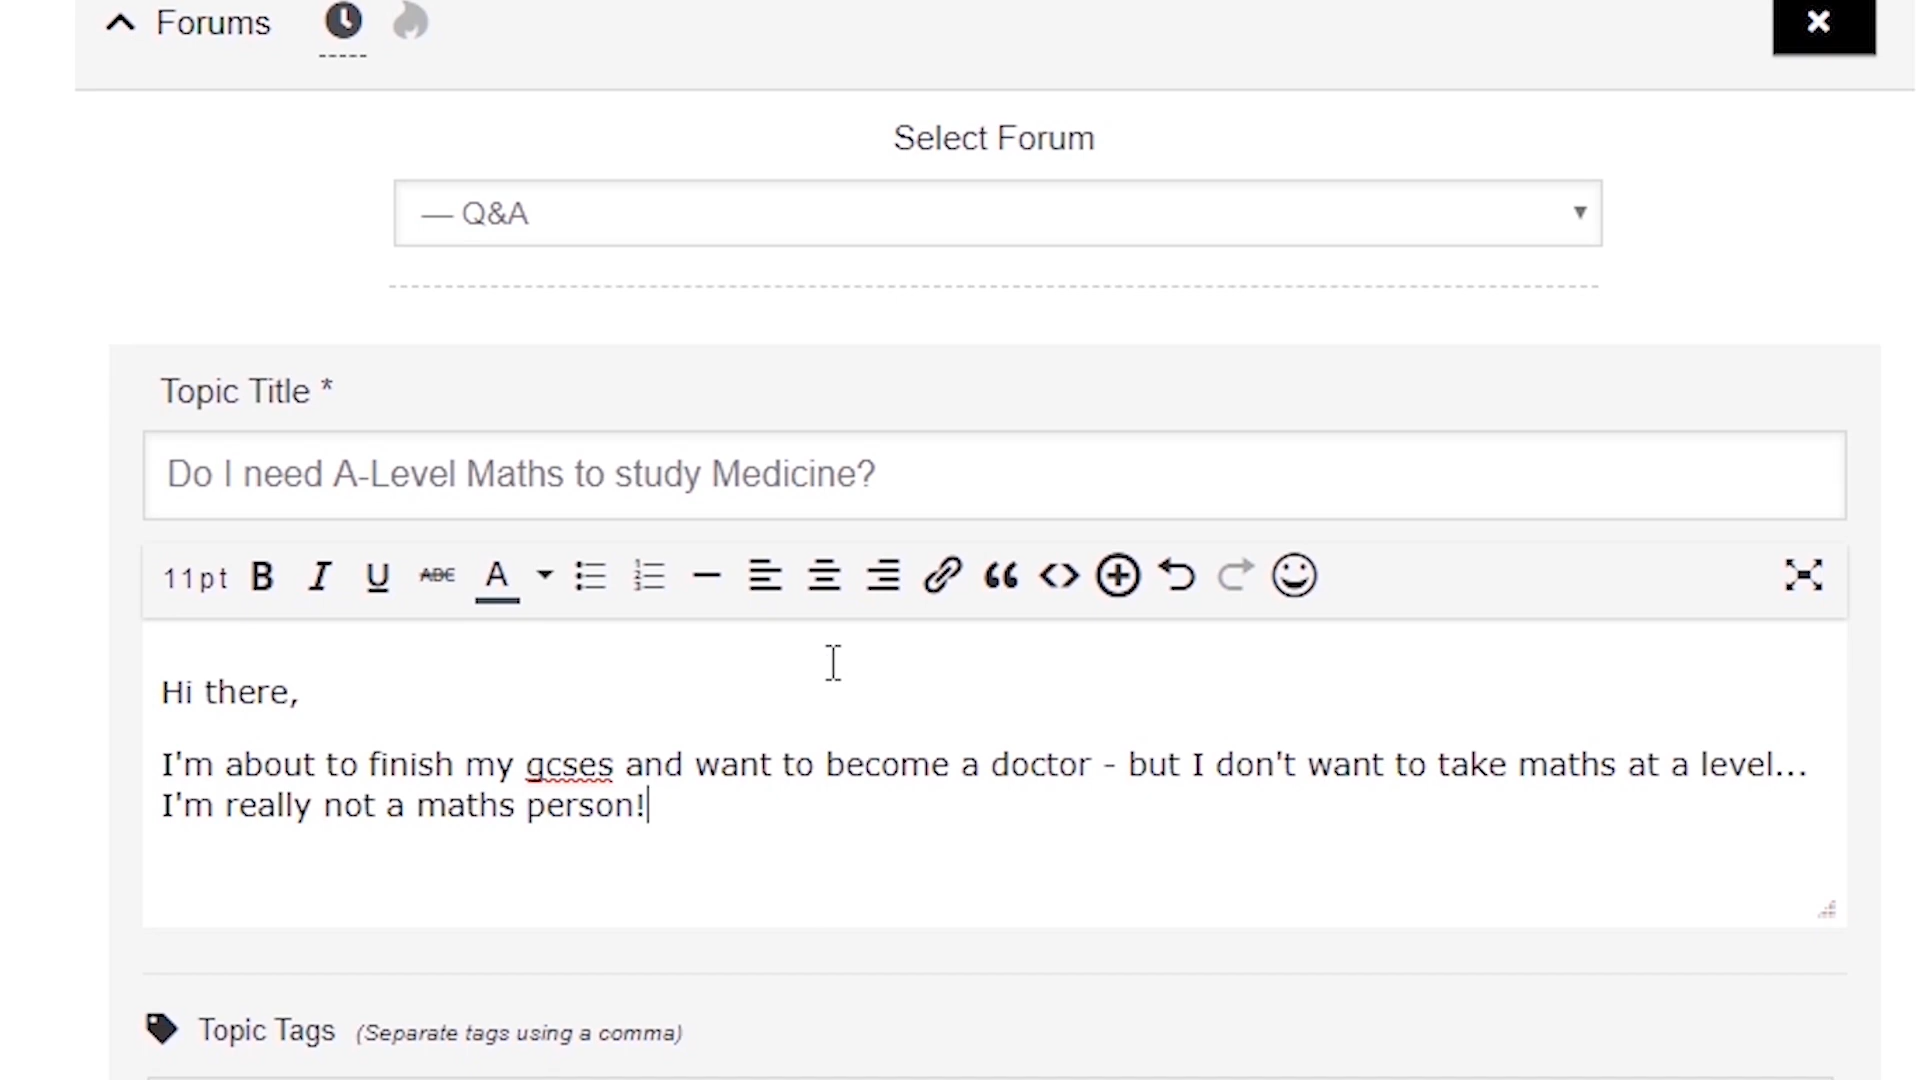 Forums
Select Forum
— Q&A
Topic Title *
Do I need A-Level Maths to study Medicine?
11pt B I U ABC A
Hi there,
I'm about to finish my gcses and want to become a doctor - but I don't want to take maths at a level...
I'm really not a maths person!
Topic Tags (Separate tags using a comma)